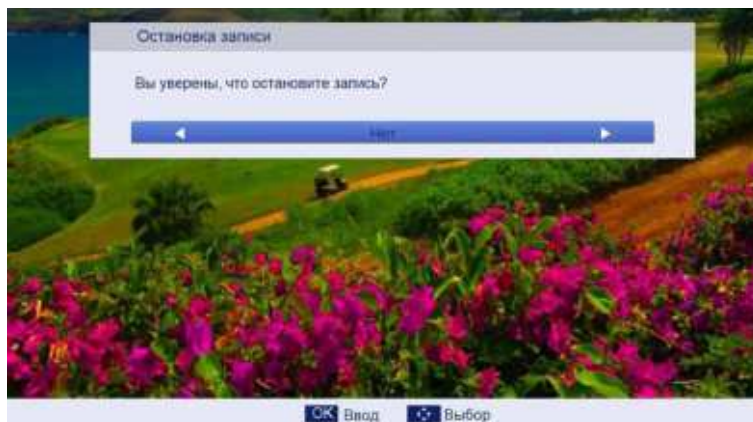 Остановка записи
Вы уверены, что остановите запись?
Нет
OK Ввод Выбор